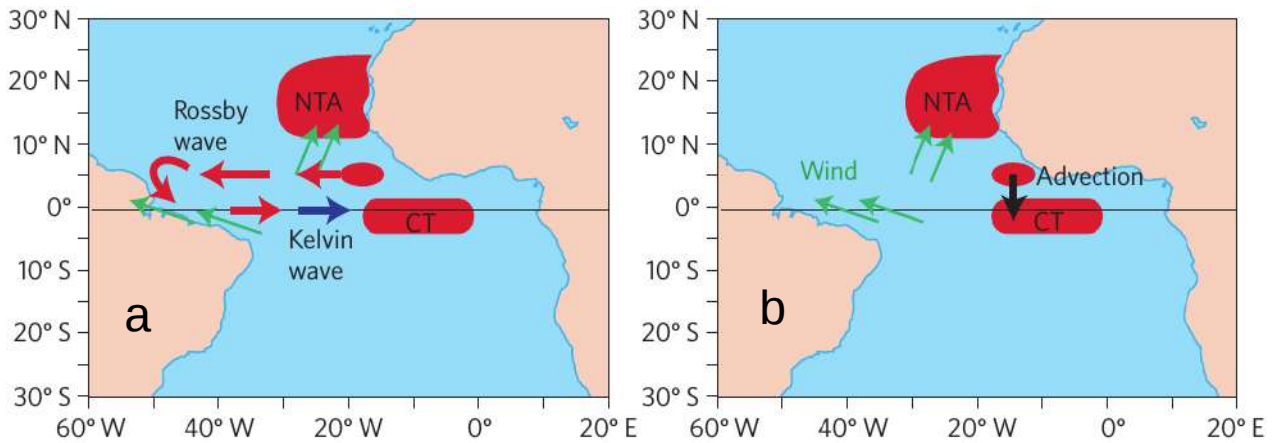 30° N
20° N
10° N
0°
10° S
20° S
30° S
60° W
40° W
20° W
0°
20° E
NTA
Rossby
wave
CT
Kelvin
wave
a
30° N
20° N
10° N
0°
10° S
20° S
30° S
60° W
40° W
20° W
0°
20° E
NTA
Wind
Advection
CT
b